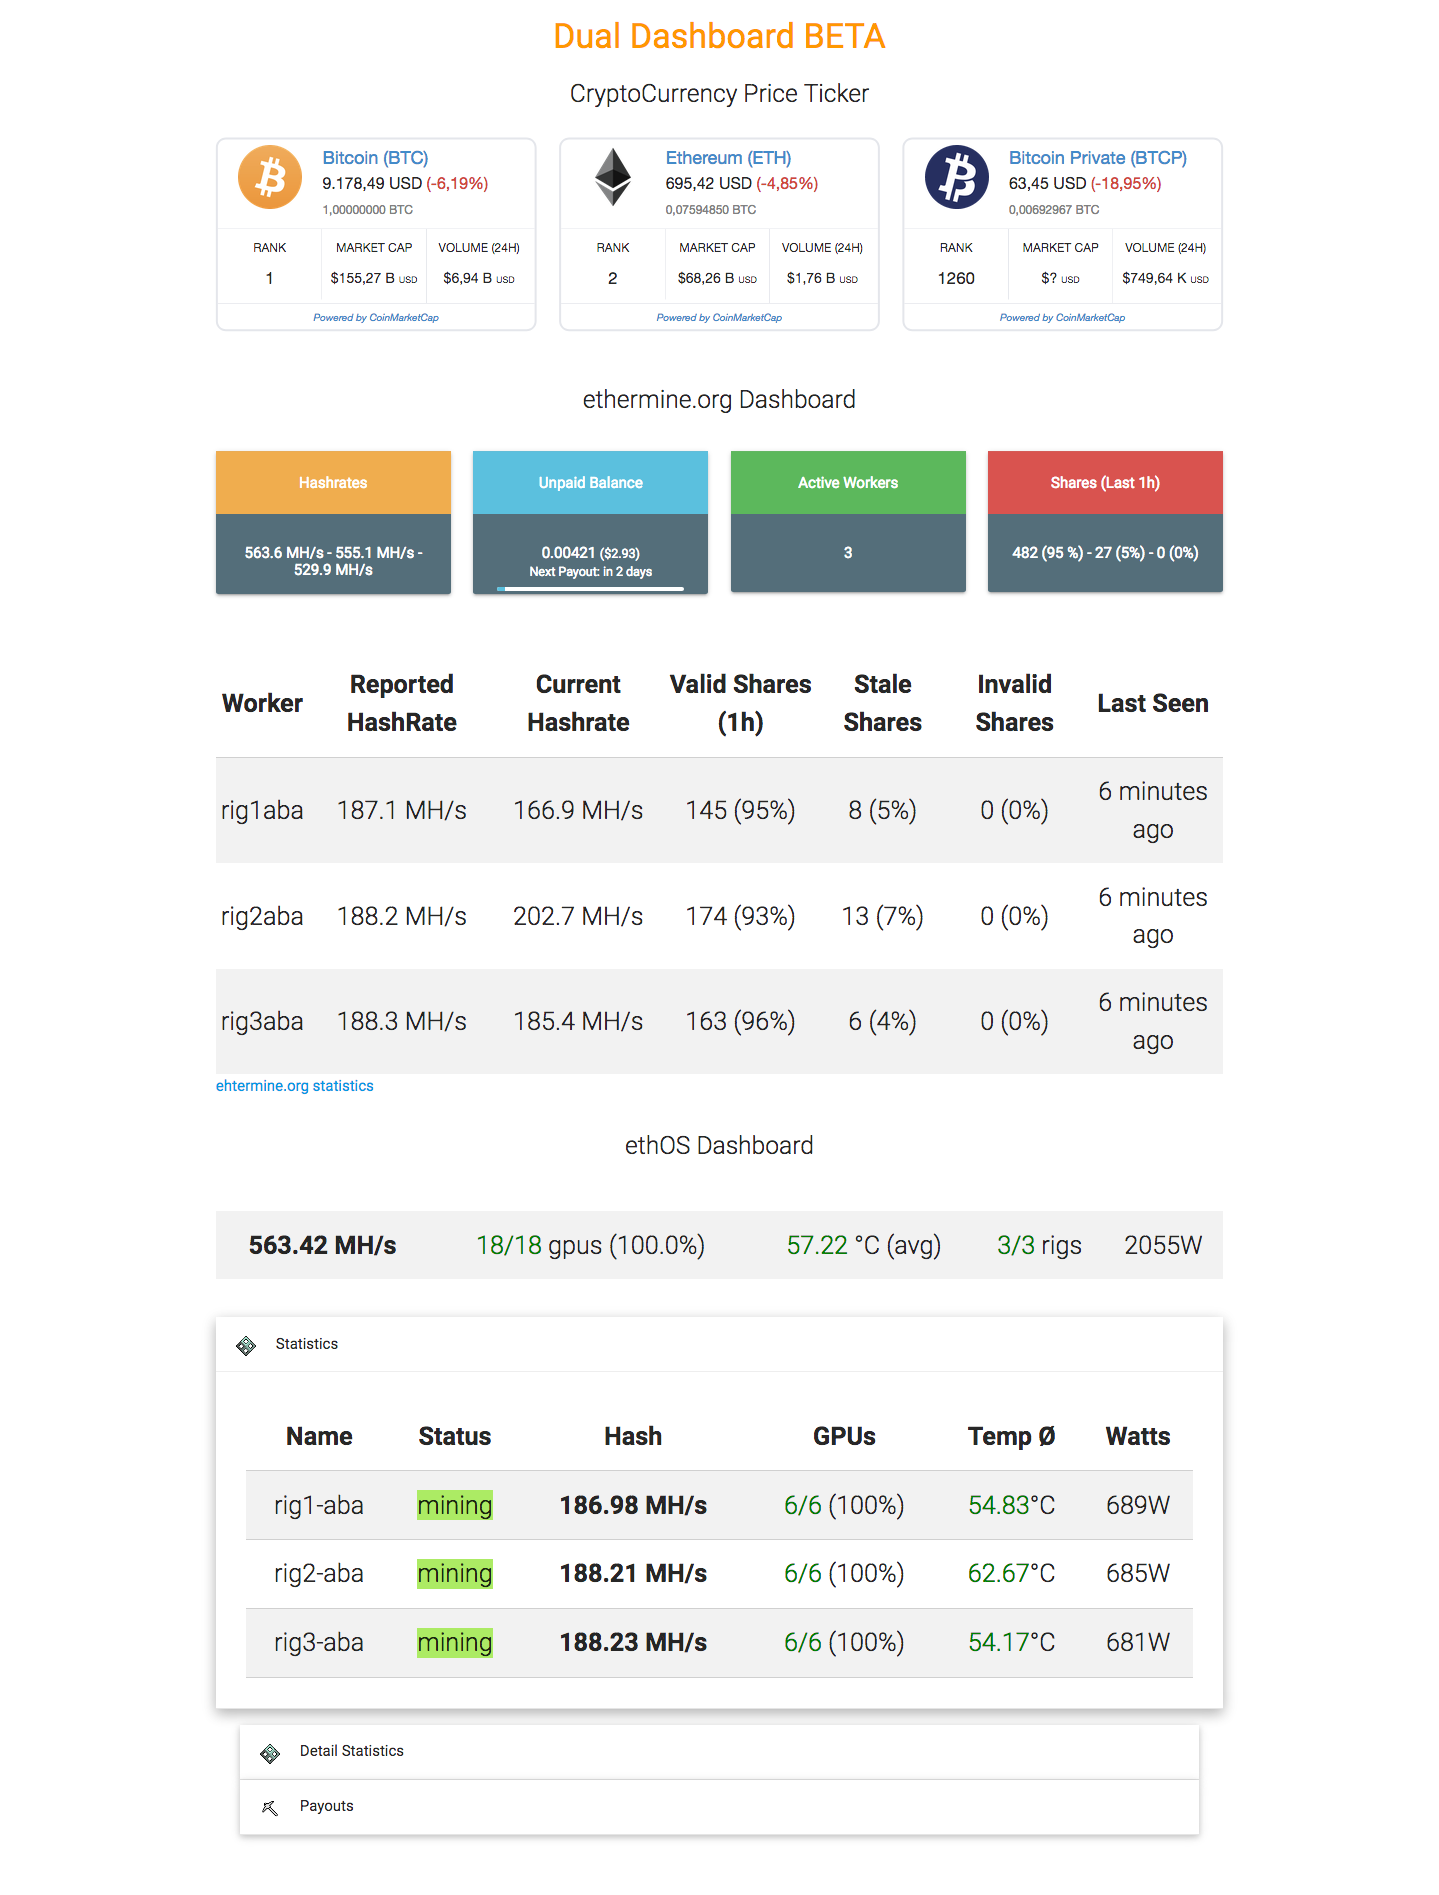 Dual Dashboard BETA
CryptoCurrency Price Ticker
Bitcoin (BTC)
9.178,49 USD (-6,19%)
1,00000000 BTC
RANK MARKET CAP VOLUME (24H)
1 $155,27 B USD $6,94 B USD
Powered by CoinMarketCap
Ethereum (ETH)
695,42 USD (-4,85%)
0,07594850 BTC
RANK MARKET CAP VOLUME (24H)
2 $68,26 B USD $1,76 B USD
Powered by CoinMarketCap
Bitcoin Private (BTCP)
63,45 USD (-18,95%)
0,00692967 BTC
RANK MARKET CAP VOLUME (24H)
1260 $? USD $749,64 K USD
Powered by CoinMarketCap
ethermine.org Dashboard
Hashrates
563.6 MH/s - 555.1 MH/s -
529.9 MH/s
Unpaid Balance
0.00421 ($2.93)
Next Payout: in 2 days
Active Workers
3
Shares (Last 1h)
482 (95 %) - 27 (5%) - 0 (0%)
Worker Reported HashRate Current Hashrate Valid Shares (1h) Stale Shares Invalid Shares Last Seen
rig1aba 187.1 MH/s 166.9 MH/s 145 (95%) 8 (5%) 0 (0%) 6 minutes ago
rig2aba 188.2 MH/s 202.7 MH/s 174 (93%) 13 (7%) 0 (0%) 6 minutes ago
rig3aba 188.3 MH/s 185.4 MH/s 163 (96%) 6 (4%) 0 (0%) 6 minutes ago
ehtermine.org statistics
ethOS Dashboard
563.42 MH/s 18/18 gpus (100.0%) 57.22 °C (avg) 3/3 rigs 2055W
Statistics
Name Status Hash GPUs Temp Ø Watts
rig1-aba mining 186.98 MH/s 6/6 (100%) 54.83°C 689W
rig2-aba mining 188.21 MH/s 6/6 (100%) 62.67°C 685W
rig3-aba mining 188.23 MH/s 6/6 (100%) 54.17°C 681W
Detail Statistics
Payouts